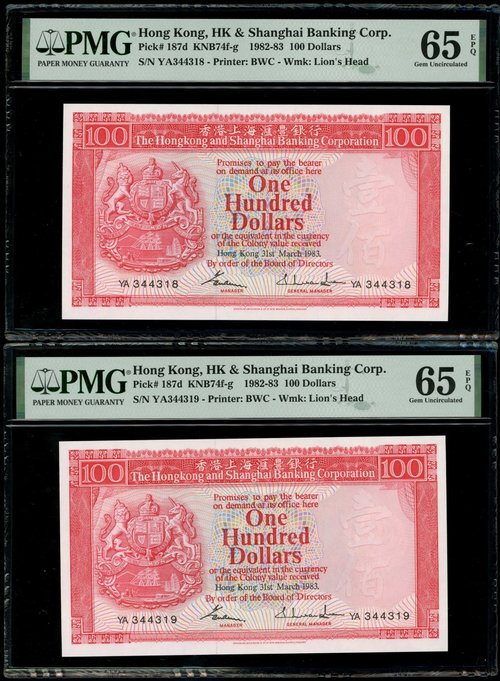 PMG® Hong Kong, HK & Shanghai Banking Corp. 65 EPQ
Pick# 187d KNB74f-g 1982-83 100 Dollars
PAPER MONEY GUARANTY S/N YA344318 - Printer: BWC - Wmk: Lion's Head Gem Uncirculated
100 香港上海滙豐銀行 100
The Hongkong and Shanghai Banking Corporation
Promises to pay the bearer
on demand at its office here
One
Hundred
Dollars
or the equivalent in the currency
of the Colony value received
Hong Kong 31st March 1983.
By order of the Board of Directors
YA 344318 YA 344318
MANAGER GENERAL MANAGER
壹佰
PMG® Hong Kong, HK & Shanghai Banking Corp. 65 EPQ
Pick# 187d KNB74f-g 1982-83 100 Dollars
PAPER MONEY GUARANTY S/N YA344319 - Printer: BWC - Wmk: Lion's Head Gem Uncirculated
100 香港上海滙豐銀行 100
The Hongkong and Shanghai Banking Corporation
Promises to pay the bearer
on demand at its office here
One
Hundred
Dollars
or the equivalent in the currency
of the Colony value received
Hong Kong 31st March 1983.
By order of the Board of Directors
YA 344319 YA 344319
MANAGER GENERAL MANAGER
壹佰